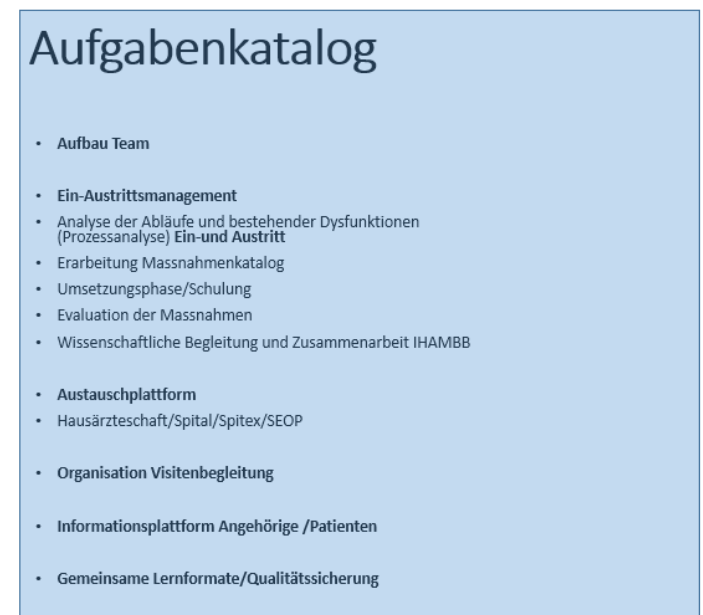 Aufgabenkatalog
• Aufbau Team
• Ein-Austrittsmanagement
• Analyse der Abläufe und bestehender Dysfunktionen
(Prozessanalyse) Ein-und Austritt
• Erarbeitung Massnahmenkatalog
• Umsetzungsphase/Schulung
• Evaluation der Massnahmen
• Wissenschaftliche Begleitung und Zusammenarbeit IHAMBB
• Austauschplattform
• Hausärzteschaft/Spital/Spitex/SEOP
• Organisation Visitenbegleitung
• Informationsplattform Angehörige /Patienten
• Gemeinsame Lernformate/Qualitätssicherung